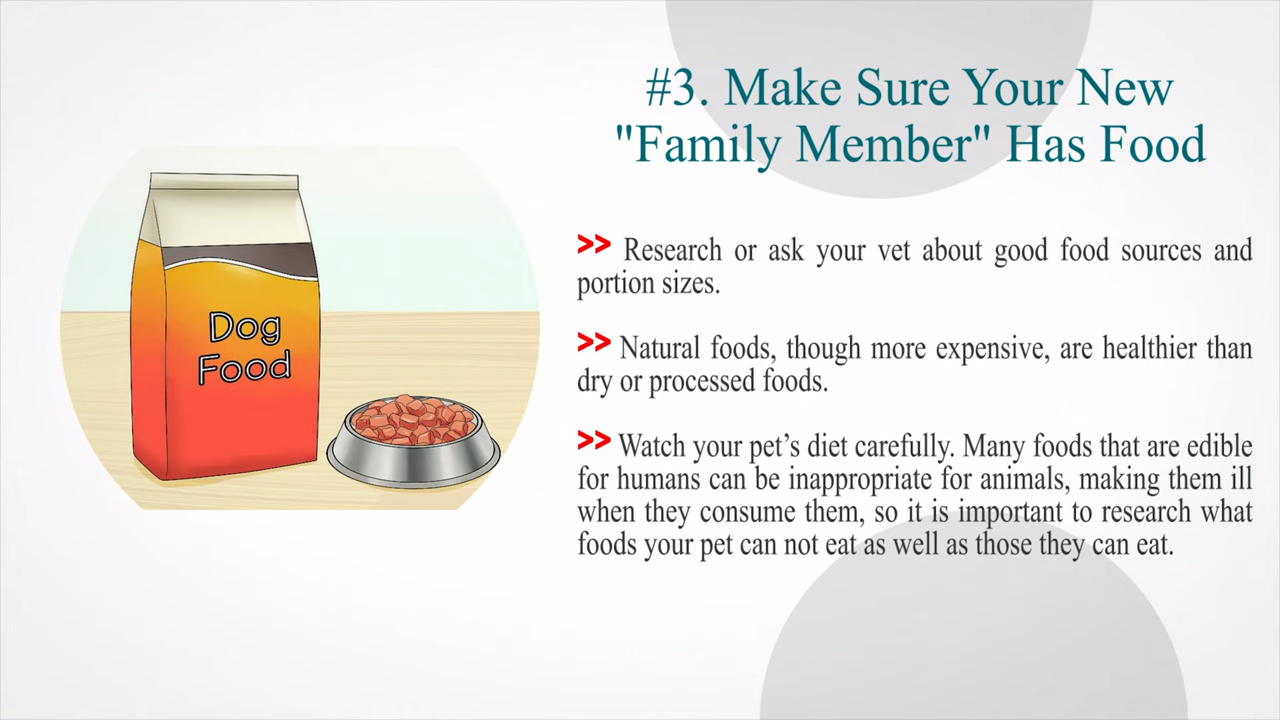 #3. Make Sure Your New
"Family Member" Has Food
>> Research or ask your vet about good food sources and
portion sizes.
>> Natural foods, though more expensive, are healthier than
dry or processed foods.
>> Watch your pet’s diet carefully. Many foods that are edible
for humans can be inappropriate for animals, making them ill
when they consume them, so it is important to research what
foods your pet can not eat as well as those they can eat.
Dog
Food